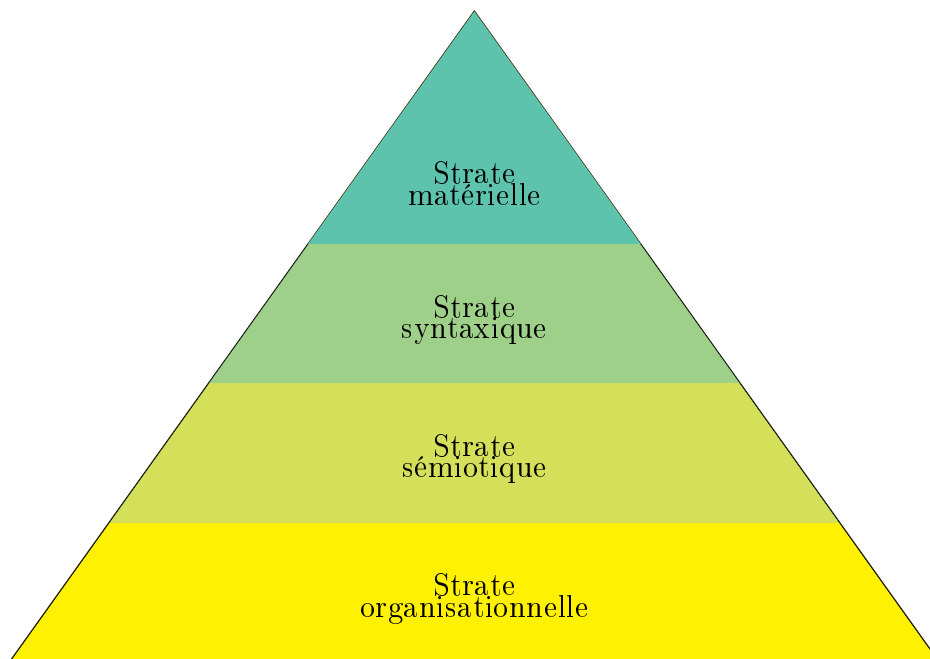 Strate
matérielle
Strate
syntaxique
Strate
sémiotique
Strate
organisationnelle